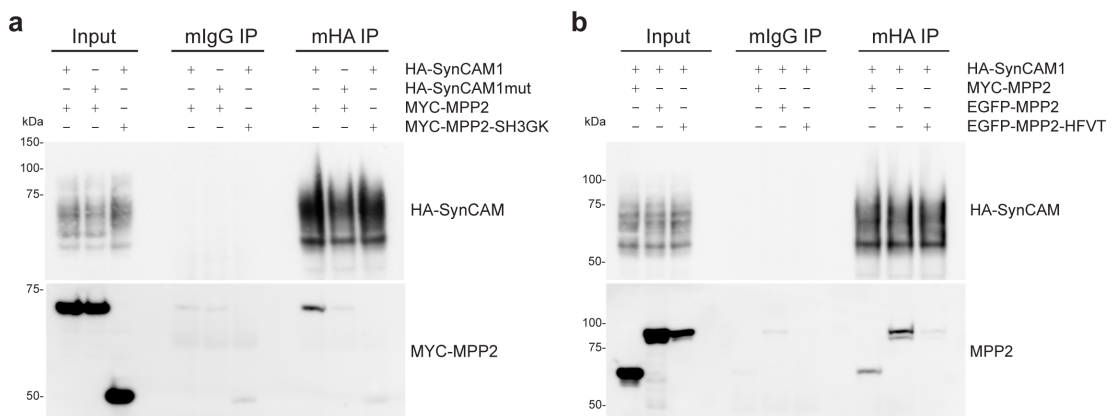 a
Input mIgG IP mHA IP
+ – + + – + + – + HA-SynCAM1
– + – – + – – + – HA-SynCAM1mut
+ + – + + – + + – MYC-MPP2
– – + – – + – – + MYC-MPP2-SH3GK
kDa
150-
100-
75-
HA-SynCAM
75-
MYC-MPP2
50-
b
Input mIgG IP mHA IP
+ + + + + + + + + HA-SynCAM1
+ – – + – – + – – MYC-MPP2
– + – – + – – + – EGFP-MPP2
– – + – – + – – + EGFP-MPP2-HFVT
kDa
100-
75-
HA-SynCAM
50-
100-
75-
MPP2
50-